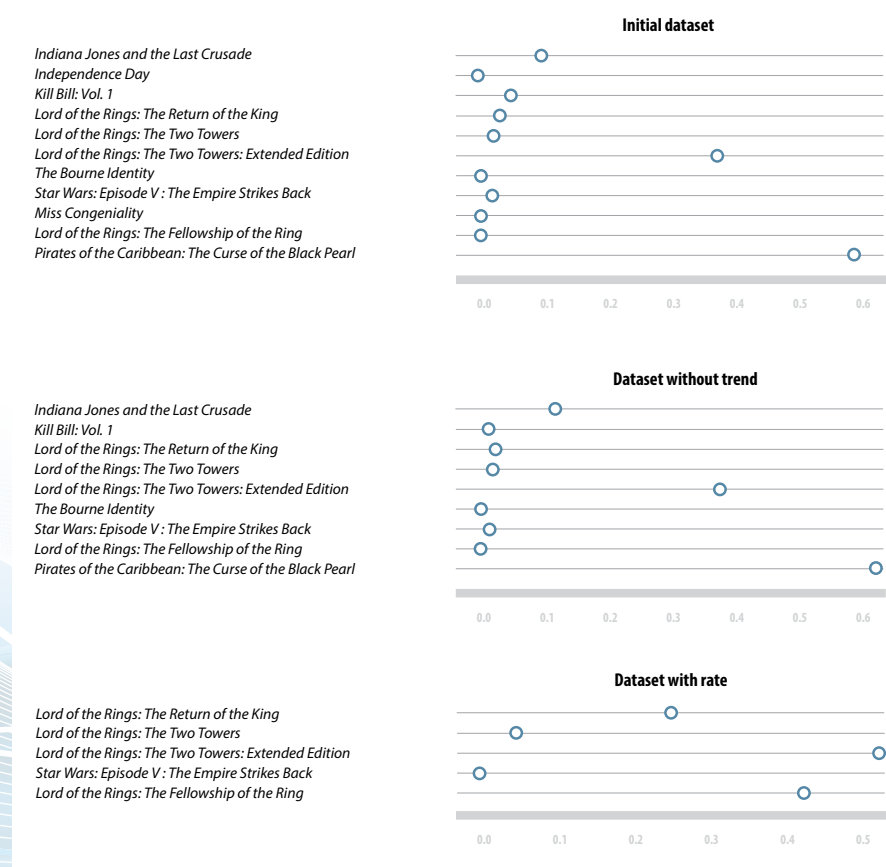 Initial dataset
Indiana Jones and the Last Crusade
Independence Day
Kill Bill: Vol. 1
Lord of the Rings: The Return of the King
Lord of the Rings: The Two Towers
Lord of the Rings: The Two Towers: Extended Edition
The Bourne Identity
Star Wars: Episode V : The Empire Strikes Back
Miss Congeniality
Lord of the Rings: The Fellowship of the Ring
Pirates of the Caribbean: The Curse of the Black Pearl
0.0 0.1 0.2 0.3 0.4 0.5 0.6
Dataset without trend
Indiana Jones and the Last Crusade
Kill Bill: Vol. 1
Lord of the Rings: The Return of the King
Lord of the Rings: The Two Towers
Lord of the Rings: The Two Towers: Extended Edition
The Bourne Identity
Star Wars: Episode V : The Empire Strikes Back
Lord of the Rings: The Fellowship of the Ring
Pirates of the Caribbean: The Curse of the Black Pearl
0.0 0.1 0.2 0.3 0.4 0.5 0.6
Dataset with rate
Lord of the Rings: The Return of the King
Lord of the Rings: The Two Towers
Lord of the Rings: The Two Towers: Extended Edition
Star Wars: Episode V : The Empire Strikes Back
Lord of the Rings: The Fellowship of the Ring
0.0 0.1 0.2 0.3 0.4 0.5